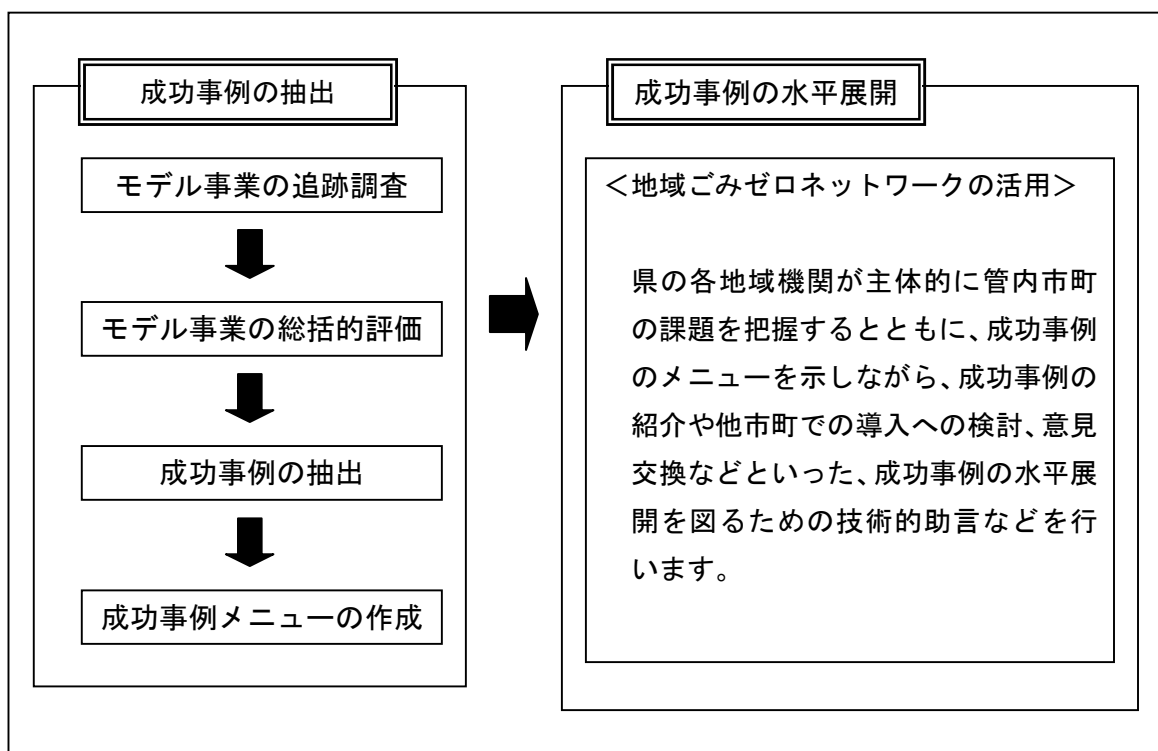 成功事例の抽出
モデル事業の追跡調査
モデル事業の総括的評価
成功事例の抽出
成功事例メニューの作成
成功事例の水平展開
＜地域ごみゼロネットワークの活用＞
県の各地域機関が主体的に管内市町
の課題を把握するとともに、成功事例
のメニューを示しながら、成功事例の
紹介や他市町での導入への検討、意見
交換などといった、成功事例の水平展
開を図るための技術的助言などを行
います。